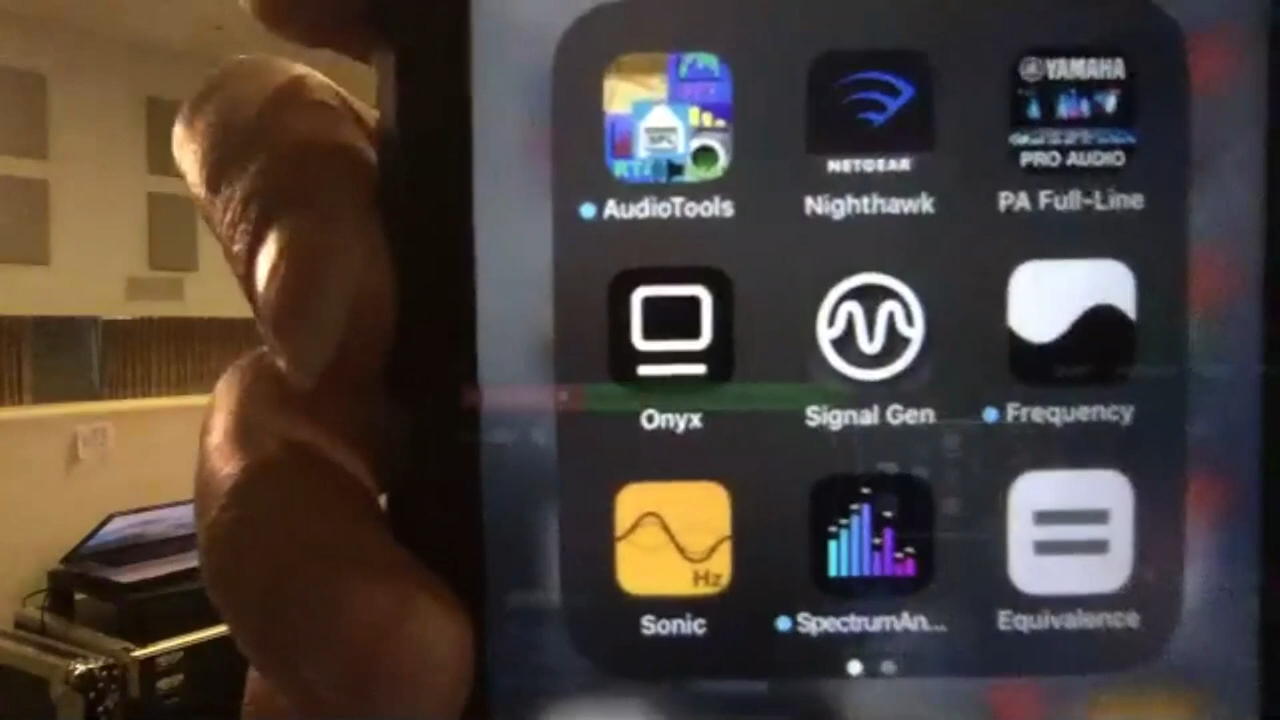 NETGEAR
YAMAHA
PRO AUDIO
AudioTools
Nighthawk
PA Full-Line
Onyx
Signal Gen
Frequency
Hz
Sonic
SpectrumAn...
Equivalence